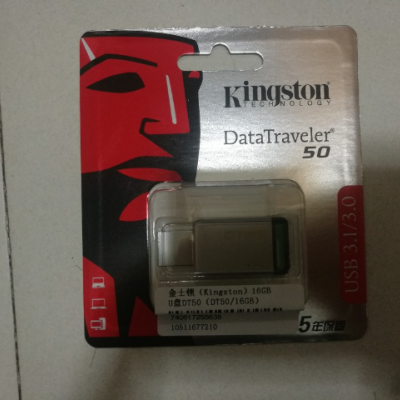 Kingston
TECHNOLOGY
DataTraveler®
50
USB 3.1/3.0
金士顿 (Kingston) 16GB
U盘DT50 (DT50/16GB)
10511677210
5年保固